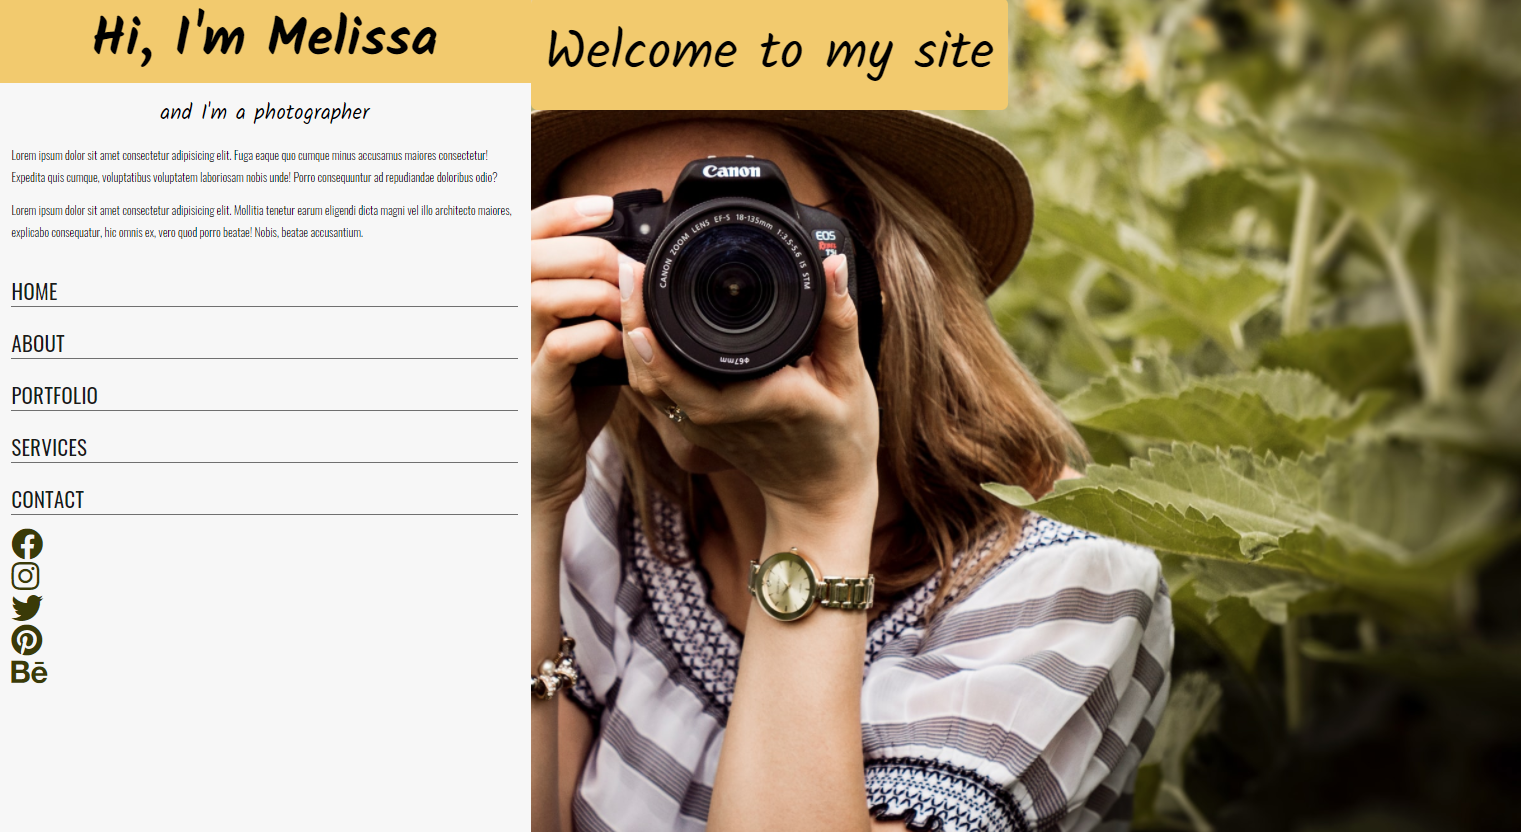 Hi, I'm Melissa
and I'm a photographer
Lorem ipsum dolor sit amet consectetur adipisicing elit. Fuga eaque quo cumque minus accusamus maiores consectetur!
Expedita quis cumque, voluptatibus voluptatem laboriosam nobis unde! Porro consequuntur ad repudiandae doloribus odio?
Lorem ipsum dolor sit amet consectetur adipisicing elit. Mollitia tenetur earum eligendi dicta magni vel illo architecto maiores,
explicabo consequatur, hic omnis ex, vero quod porro beatae! Nobis, beatae accusantium.
HOME
ABOUT
PORTFOLIO
SERVICES
CONTACT
Bē
Welcome to my site
Canon
EOS
CANON ZOOM LENS EF-S 18-135mm 1:3.5-5.6 IS STM
ϕ67mm